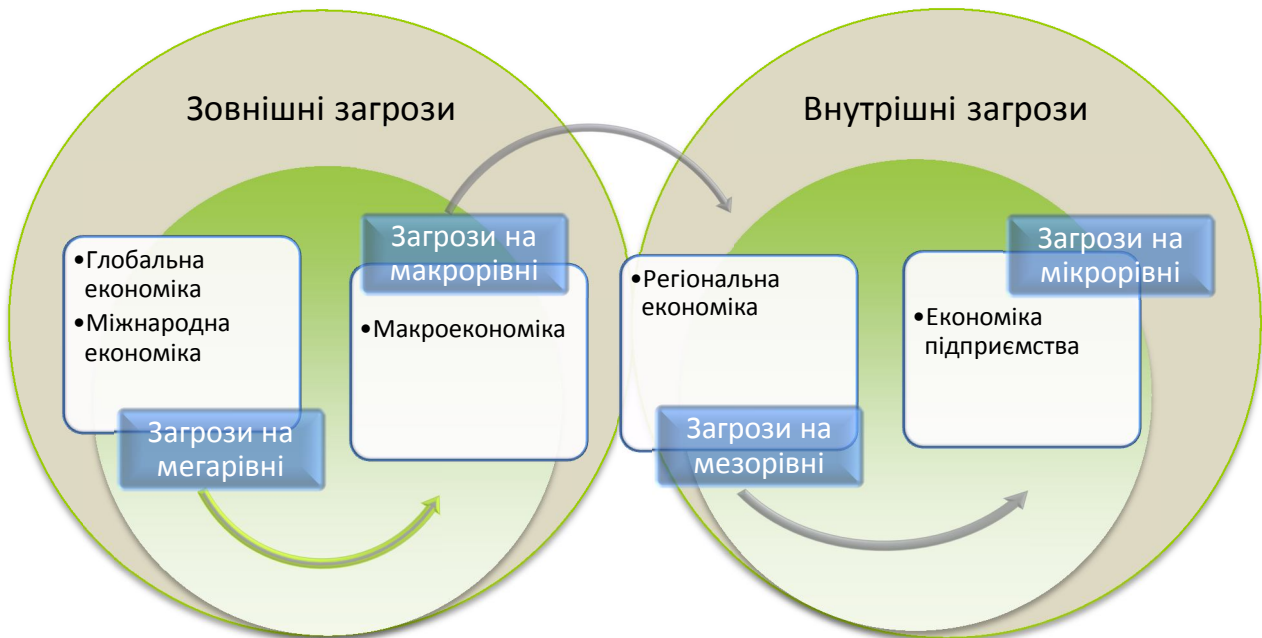 Зовнішні загрози
Внутрішні загрози
•Глобальна
економіка
•Міжнародна
економіка
Загрози на
мегарівні
Загрози на
макрорівні
•Макроекономіка
•Регіональна
економіка
Загрози на
мезорівні
Загрози на
мікрорівні
•Економіка
підприємства